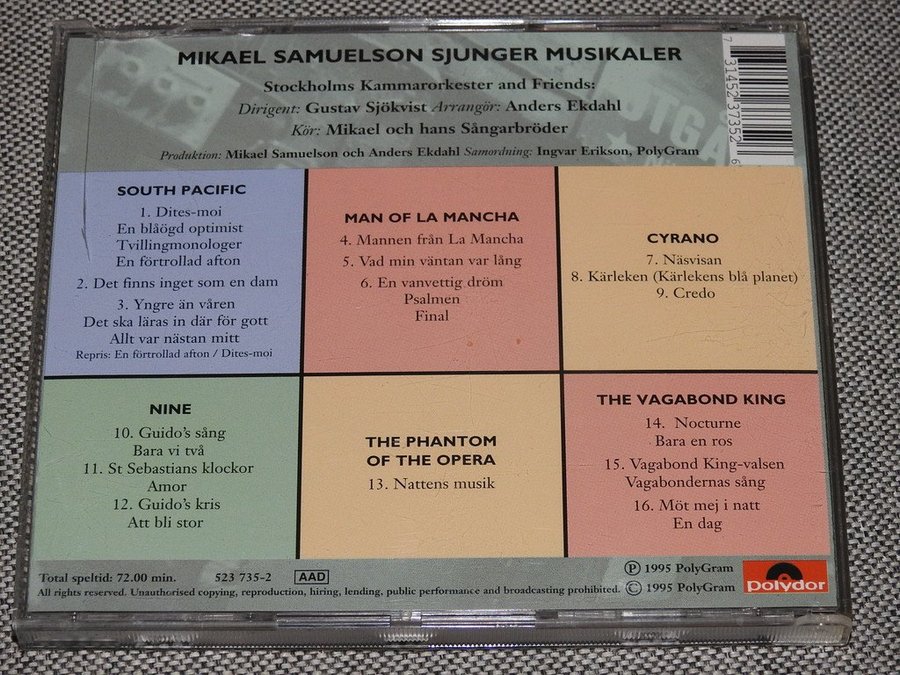 MIKAEL SAMUELSON SJUNGER MUSIKALER
Stockholms Kammarorkester and Friends:
Dirigent: Gustav Sjökvist Arrangör: Anders Ekdahl
Kör: Mikael och hans Sångarbröder
Produktion: Mikael Samuelson och Anders Ekdahl Samordning: Ingvar Erikson, PolyGram
7 31452 37352 6
SOUTH PACIFIC
1. Dites-moi
En blåögd optimist
Tvillingmonologer
En förtrollad afton
2. Det finns inget som en dam
3. Yngre än våren
Det ska läras in där för gott
Allt var nästan mitt
Repris: En förtrollad afton / Dites-moi
MAN OF LA MANCHA
4. Mannen från La Mancha
5. Vad min väntan var lång
6. En vanvettig dröm
Psalmen
Final
CYRANO
7. Näsvisan
8. Kärleken (Kärlekens blå planet)
9. Credo
NINE
10. Guido's sång
Bara vi två
11. St Sebastians klockor
Amor
12. Guido's kris
Att bli stor
THE PHANTOM
OF THE OPERA
13. Nattens musik
THE VAGABOND KING
14. Nocturne
Bara en ros
15. Vagabond King-valsen
Vagabondernas sång
16. Möt mej i natt
En dag
Total speltid: 72.00 min. 523 735-2 AAD
All rights reserved. Unauthorised copying, reproduction, hiring, lending, public performance and broadcasting prohibited.
Ⓟ 1995 PolyGram
© 1995 PolyGram
polydor